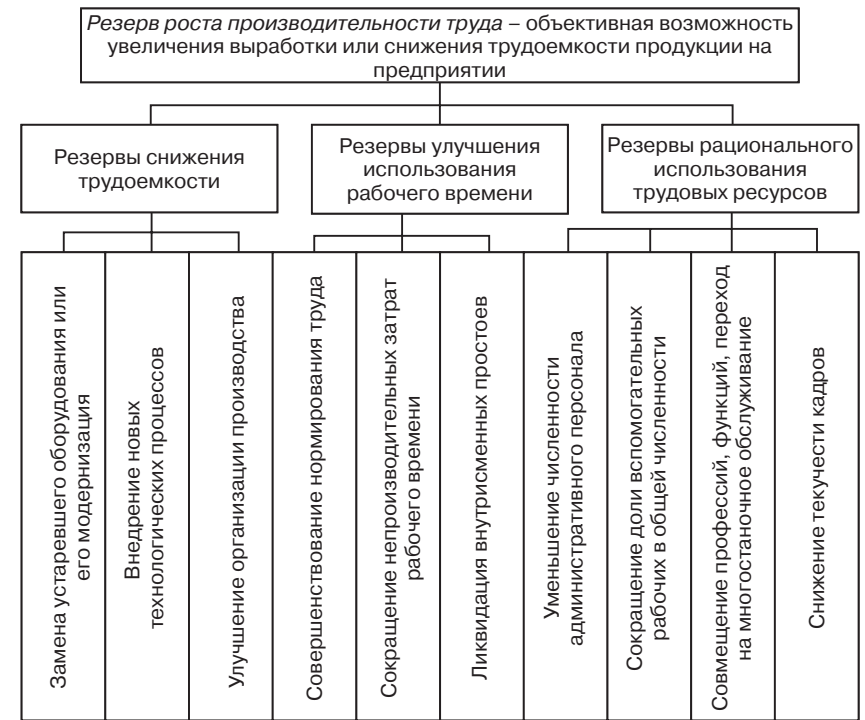 Резерв роста производительности труда – объективная возможность
увеличения выработки или снижения трудоемкости продукции на
предприятии
Резервы снижения
трудоемкости
Резервы улучшения
использования
рабочего времени
Резервы рационального
использования
трудовых ресурсов
Замена устаревшего оборудования или
его модернизация
Внедрение новых
технологических процессов
Улучшение организации производства
Совершенствование нормирования труда
Сокращение непроизводительных затрат
рабочего времени
Ликвидация внутрисменных простоев
Уменьшение численности
административного персонала
Сокращение доли вспомогательных
рабочих в общей численности
Совмещение профессий, функций, переход
на многостаночное обслуживание
Снижение текучести кадров